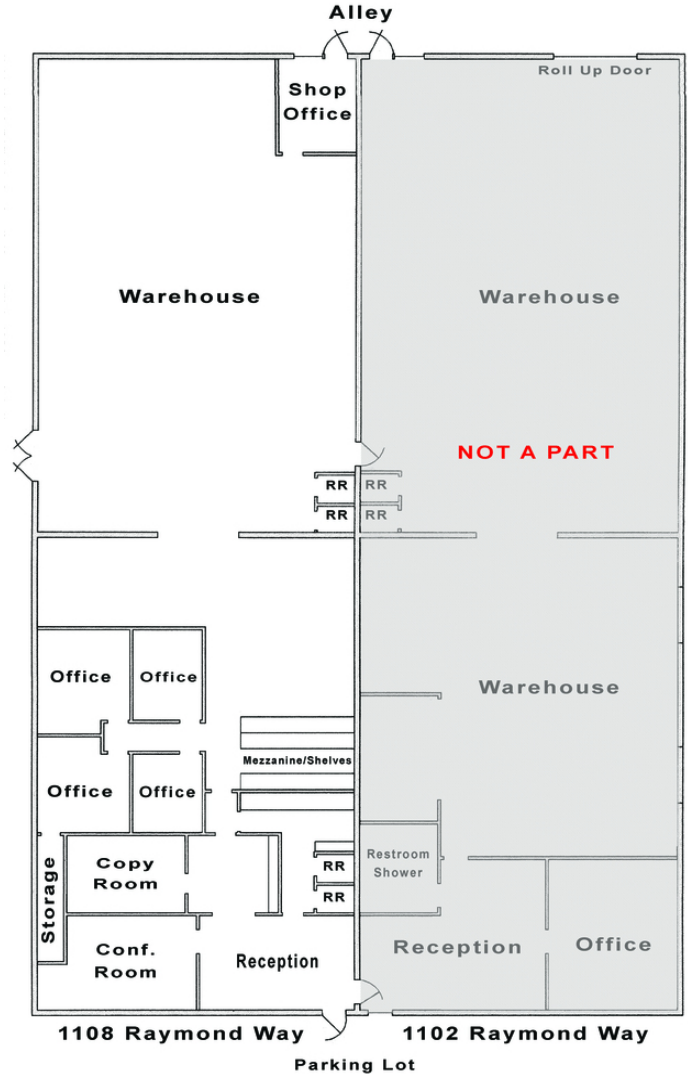 Alley
Roll Up Door
Shop
Office
Warehouse
Warehouse
NOT A PART
RR
RR
RR
RR
Office
Office
Warehouse
Mezzanine/Shelves
Office
Office
Copy
Room
Storage
RR
RR
Restroom
Shower
Conf.
Room
Reception
Reception
Office
1108 Raymond Way
1102 Raymond Way
Parking Lot